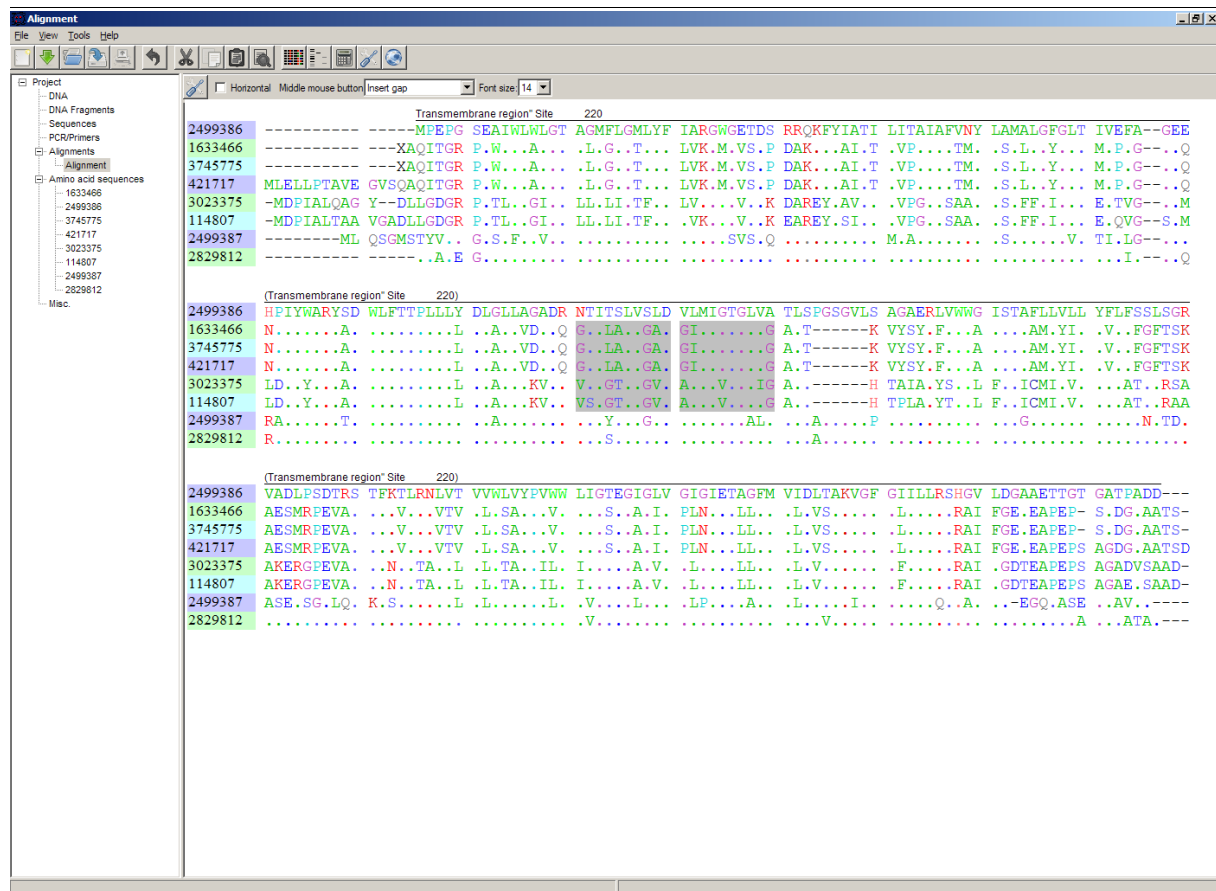 Alignment
File View Tools Help
Project
DNA
DNA Fragments
Sequences
PCR/Primers
Alignments
Alignment
Amino acid sequences
1633466
2499386
3745775
421717
3023375
114807
2499387
2829812
Misc.
Horizontal Middle mouse button Insert gap Font size: 14
Transmembrane region" Site 220
2499386 ---------- -----MPEPG SEAIWLWLGT AGMFLGMLYF IARGWGETDS RRQKFYIATI LITAIAFVNY LAMALGFGLT IVEFA--GEE
1633466 ---------- ----XAQITGR P.W...A... .L.G..T... LVK.M.VS.P DAK...AI.T .VP....TM. .S.L..Y... M.P.G--..Q
3745775 ---------- ----XAQITGR P.W...A... .L.G..T... LVK.M.VS.P DAK...AI.T .VP....TM. .S.L..Y... M.P.G--..Q
421717 MLELLPTAVE GVSQAQITGR P.W...A... .L.G..T... LVK.M.VS.P DAK...AI.T .VP....TM. .S.L..Y... M.P.G--..Q
3023375 -MDPIALQAG Y--DLLGDGR P.TL..GI.. LL.LI.TF.. LV....V..K DAREY.AV.. .VPG..SAA. .S.FF.I... E.TVG--..M
114807 -MDPIALTAA VGADLLGDGR P.TL..GI.. LL.LI.TF.. .VK...V..K EAREY.SI.. .VPG..SAA. .S.FF.I... E.QVG--S.M
2499387 --------ML QSGMSTYV.. G.S.F..V.. .......... ......SVS.Q .......... M.A....... .S......V. TI.LG--...
2829812 ---------- -----..A.E G......... .......... .......... .......... .......... .......... ...I.--..Q
(Transmembrane region" Site 220)
2499386 HPIYWARYSD WLFTTPLLLY DLGLLAGADR NTITSLVSLD VLMIGTGLVA TLSPGSGVLS AGAERLVWWG ISTAFLLVLL YFLFSSLSGR
1633466 N.......A. .........L ..A..VD..Q G..LA..GA. GI.......G A.T------K VYSY.F...A ....AM.YI. .V..FGFTSK
3745775 N.......A. .........L ..A..VD..Q G..LA..GA. GI.......G A.T------K VYSY.F...A ....AM.YI. .V..FGFTSK
421717 N.......A. .........L ..A..VD..Q G..LA..GA. GI.......G A.T------K VYSY.F...A ....AM.YI. .V..FGFTSK
3023375 LD..Y...A. .........L ..A...KV.. V..GT..GV. A...V...IG A..------H TAIA.YS..L F..ICMI.V. ...AT..RSA
114807 LD..Y...A. .........L ..A...KV.. VS.GT..GV. A...V....G A..------H TPLA.YT..L F..ICMI.V. ...AT..RAA
2499387 RA......T. .......... ...A...... ...Y...G.. .......AL. ...A.....P .......... ...G...... ......N.TD.
2829812 R......... .......... .......... ...S...... .......... ...A...... .......... .......... ..........
(Transmembrane region" Site 220)
2499386 VADLPSDTRS TFKTLRNLVT VVWLVYPVWW LIGTEGIGLV GIGIETAGFM VIDLTAKVGF GIILLRSHGV LDGAAETTGT GATPADD---
1633466 AESMRPEVA. ...V...VTV .L.SA...V. ...S..A.I. PLN...LL.. .L.VS..... ...L...RAI FGE.EAPEP- S.DG.AATS-
3745775 AESMRPEVA. ...V...VTV .L.SA...V. ...S..A.I. PLN...LL.. .L.VS..... ...L...RAI FGE.EAPEP- S.DG.AATS-
421717 AESMRPEVA. ...V...VTV .L.SA...V. ...S..A.I. PLN...LL.. .L.VS..... ...L...RAI FGE.EAPEPS AGDG.AATSD
3023375 AKERGPEVA. ..N..TA..L .L.TA..IL. I.....A.V. .L....LL.. .L.VS..... ...F...RAI .GDTEAPEPS AGADVSAAD-
114807 AKERGPEVA. ..N..TA..L .L.TA..IL. I.....A.V. .L....LL.. .L.VS..... ...F...RAI .GDTEAPEPS AGAE.SAAD-
2499387 ASE.SG.LQ. K.S......L .L......L. .V...L.... .LP....A.. .L.....I.. ......Q..A. ..-EGQ.ASE ..AV..----
2829812 .......... .......... .......... .V........ .......... ....V..... .......... .........A ...ATA.---